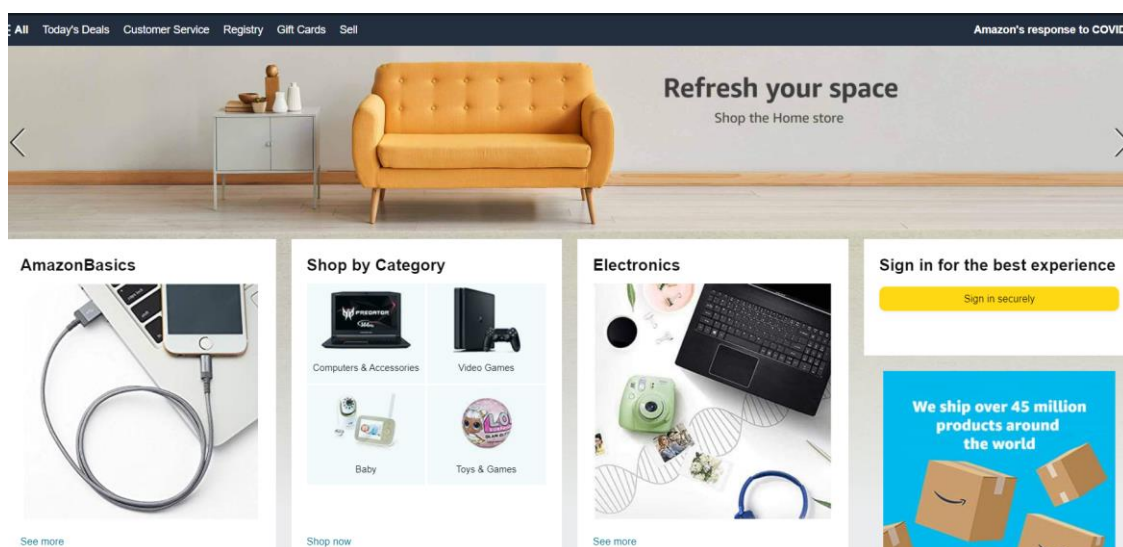 All Today's Deals Customer Service Registry Gift Cards Sell Amazon's response to COVID
Refresh your space
Shop the Home store
AmazonBasics
See more
Shop by Category
PREDATOR
Computers & Accessories
Video Games
Baby
Toys & Games
Shop now
Electronics
See more
Sign in for the best experience
Sign in securely
We ship over 45 million
products around
the world